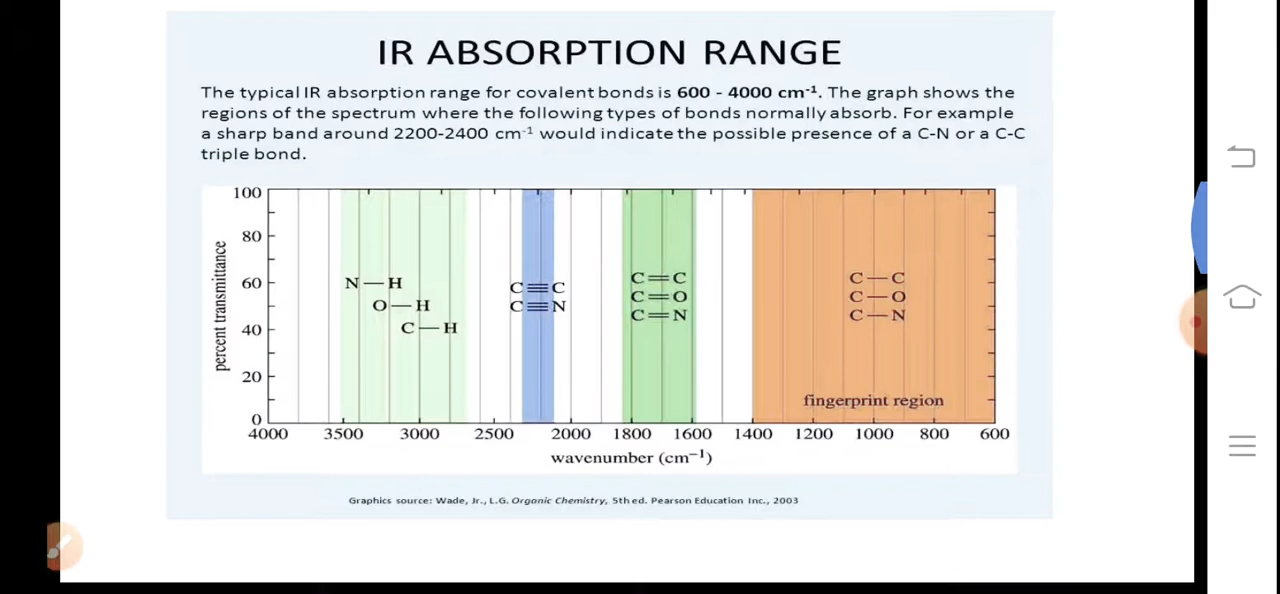 IR ABSORPTION RANGE
The typical IR absorption range for covalent bonds is 600 - 4000 cm⁻¹. The graph shows the
regions of the spectrum where the following types of bonds normally absorb. For example
a sharp band around 2200-2400 cm⁻¹ would indicate the possible presence of a C-N or a C-C
triple bond.
100
80
60
40
20
0
percent transmittance
N—H
O—H
C—H
C≡C
C≡N
C=C
C=O
C=N
C—C
C—O
C—N
fingerprint region
4000 3500 3000 2500 2000 1800 1600 1400 1200 1000 800 600
wavenumber (cm⁻¹)
Graphics source: Wade, Jr., L.G. Organic Chemistry, 5th ed. Pearson Education Inc., 2003